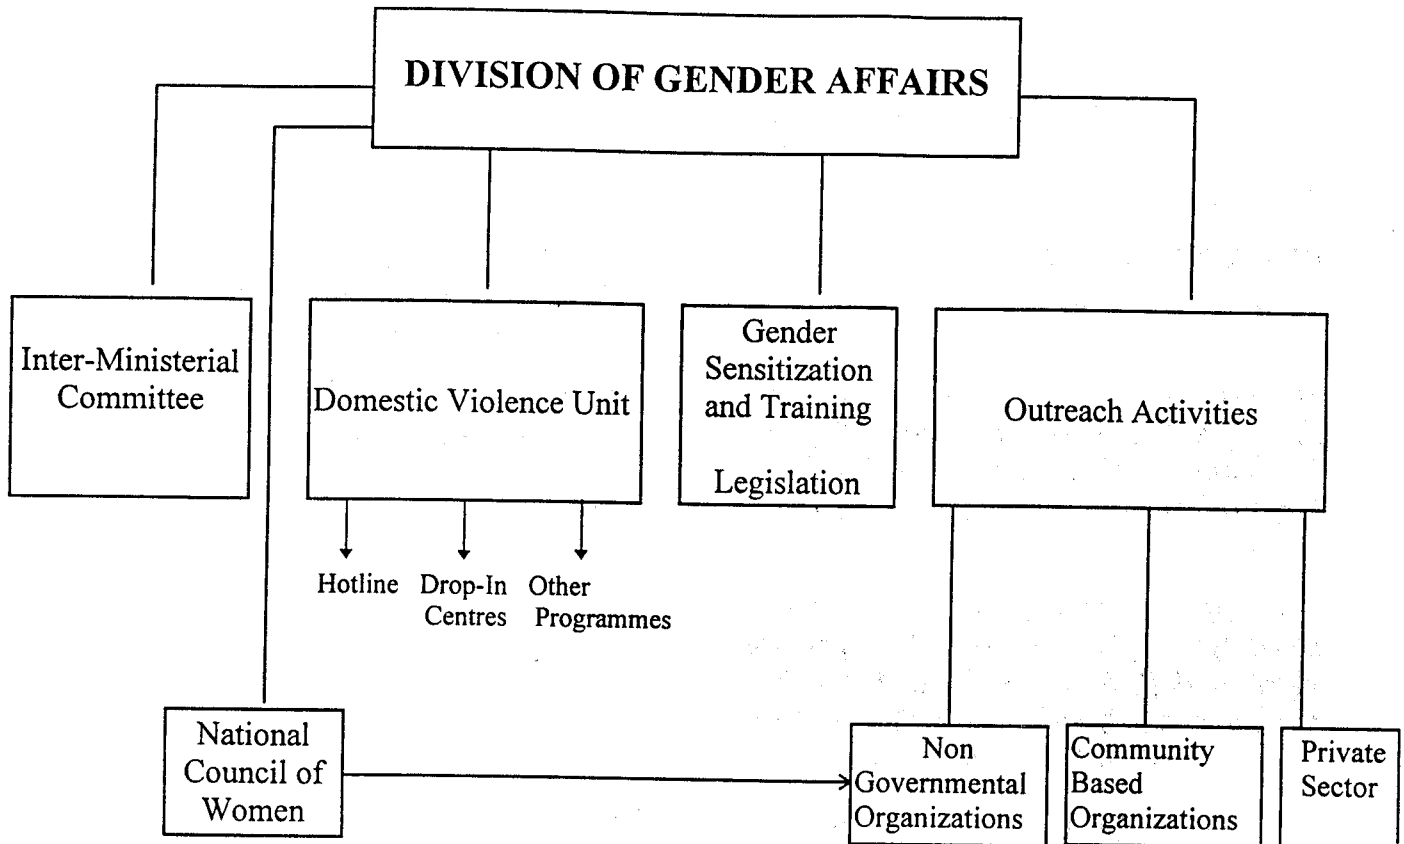 DIVISION OF GENDER AFFAIRS
Inter-Ministerial
Committee
Domestic Violence Unit
Gender
Sensitization
and Training
Legislation
Outreach Activities
Hotline
Drop-In
Centres
Other
Programmes
National
Council of
Women
Non
Governmental
Organizations
Community
Based
Organizations
Private
Sector